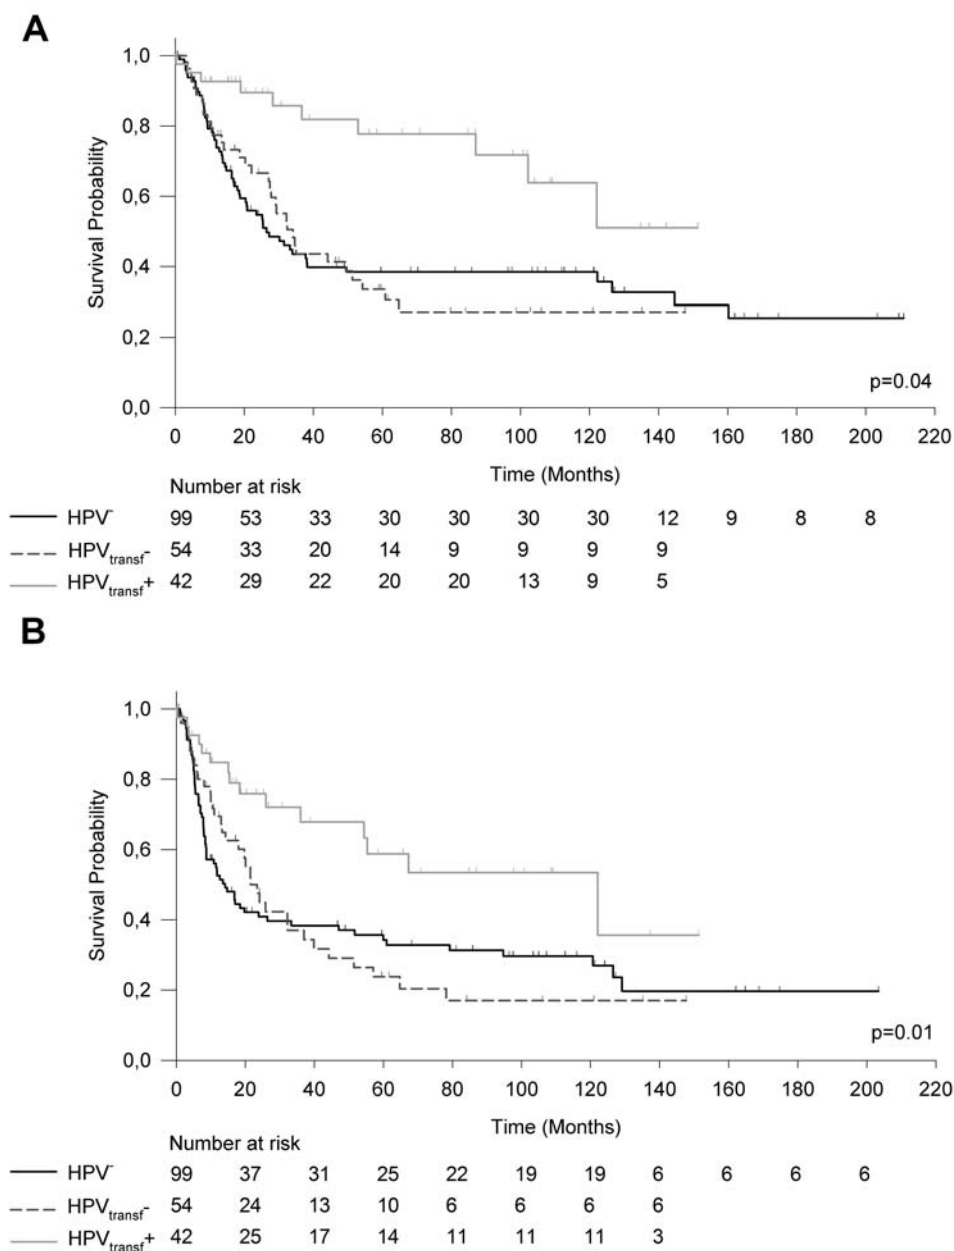 A
1,0
0,8
0,6
0,4
0,2
0,0
Survival Probability
p=0.04
0 20 40 60 80 100 120 140 160 180 200 220
Time (Months)
Number at risk
HPV- 99 53 33 30 30 30 30 12 9 8 8
HPVtransf- 54 33 20 14 9 9 9 9
HPVtransf+ 42 29 22 20 20 13 9 5
B
1,0
0,8
0,6
0,4
0,2
0,0
Survival Probability
p=0.01
0 20 40 60 80 100 120 140 160 180 200 220
Time (Months)
Number at risk
HPV- 99 37 31 25 22 19 19 6 6 6 6
HPVtransf- 54 24 13 10 6 6 6 6
HPVtransf+ 42 25 17 14 11 11 11 3